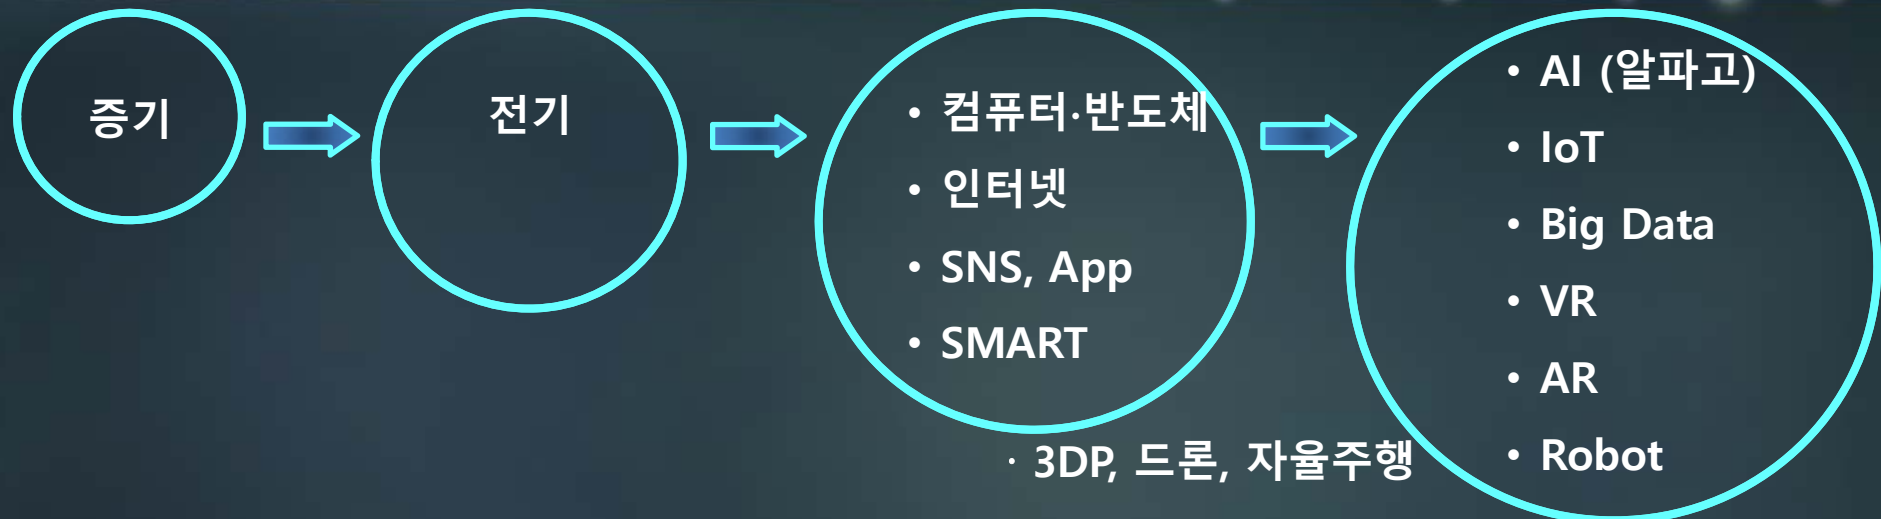 증기
전기
• 컴퓨터·반도체
• 인터넷
• SNS, App
• SMART
• AI (알파고)
• IoT
• Big Data
• VR
• AR
• Robot
· 3DP, 드론, 자율주행